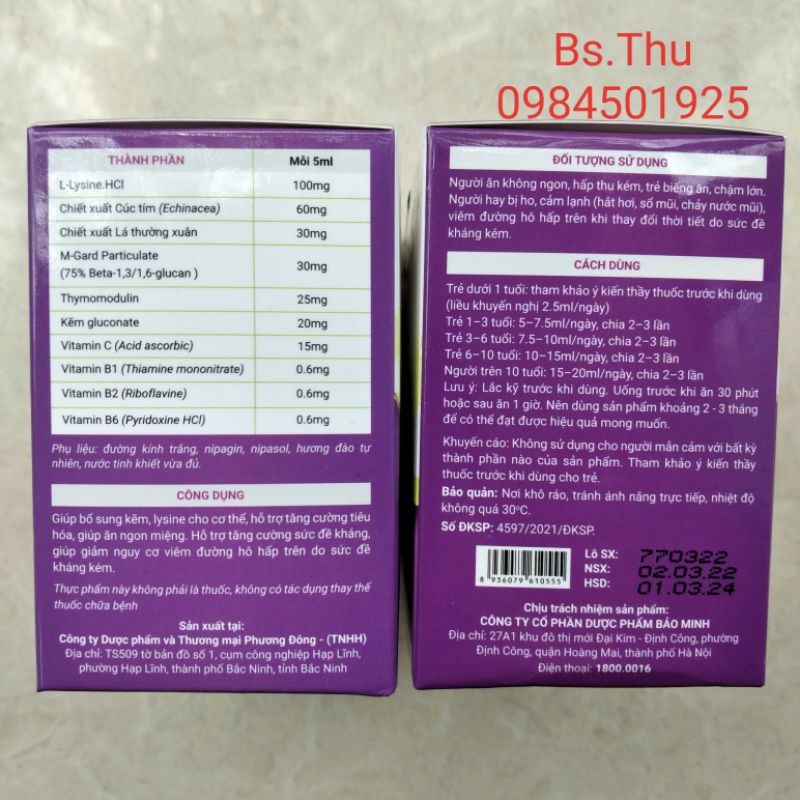 Bs.Thu
0984501925
THÀNH PHẦN Mỗi 5ml
L-Lysine.HCl 100mg
Chiết xuất Cúc tím (Echinacea) 60mg
Chiết xuất Lá thường xuân 30mg
M-Gard Particulate
(75% Beta-1,3/1,6-glucan ) 30mg
Thymomodulin 25mg
Kẽm gluconate 20mg
Vitamin C (Acid ascorbic) 15mg
Vitamin B1 (Thiamine mononitrate) 0.6mg
Vitamin B2 (Riboflavine) 0.6mg
Vitamin B6 (Pyridoxine HCl) 0.6mg
Phụ liệu: đường kính trắng, nipagin, nipasol, hương đào tự
nhiên, nước tinh khiết vừa đủ.
CÔNG DỤNG
Giúp bổ sung kẽm, lysine cho cơ thể, hỗ trợ tăng cường tiêu
hóa, giúp ăn ngon miệng. Hỗ trợ tăng cường sức đề kháng,
giúp giảm nguy cơ viêm đường hô hấp trên do sức đề
kháng kém.
Thực phẩm này không phải là thuốc, không có tác dụng thay thế
thuốc chữa bệnh
Sản xuất tại:
Công ty Dược phẩm và Thương mại Phương Đông - (TNHH)
Địa chỉ: TS509 tờ bản đồ số 1, cụm công nghiệp Hạp Lĩnh,
phường Hạp Lĩnh, thành phố Bắc Ninh, tỉnh Bắc Ninh
ĐỐI TƯỢNG SỬ DỤNG
Người ăn không ngon, hấp thu kém, trẻ biếng ăn, chậm lớn.
Người hay bị ho, cảm lạnh (hắt hơi, sổ mũi, chảy nước mũi),
viêm đường hô hấp trên khi thay đổi thời tiết do sức đề
kháng kém.
CÁCH DÙNG
Trẻ dưới 1 tuổi: tham khảo ý kiến thầy thuốc trước khi dùng
(liều khuyến nghị 2.5ml/ngày)
Trẻ 1–3 tuổi: 5–7.5ml/ngày, chia 2–3 lần
Trẻ 3–6 tuổi: 7.5–10ml/ngày, chia 2–3 lần
Trẻ 6–10 tuổi: 10–15ml/ngày, chia 2–3 lần
Người trên 10 tuổi: 15–20ml/ngày, chia 2–3 lần
Lưu ý: Lắc kỹ trước khi dùng. Uống trước khi ăn 30 phút
hoặc sau ăn 1 giờ. Nên dùng sản phẩm khoảng 2 - 3 tháng
để có thể đạt được hiệu quả mong muốn.
Khuyến cáo: Không sử dụng cho người mẫn cảm với bất kỳ
thành phần nào của sản phẩm. Tham khảo ý kiến thầy
thuốc trước khi dùng cho trẻ.
Bảo quản: Nơi khô ráo, tránh ánh nắng trực tiếp, nhiệt độ
không quá 30°C.
Số ĐKSP: 4597/2021/ĐKSP.
8 936079 610555
Lô SX: 770322
NSX: 02.03.22
HSD: 01.03.24
Chịu trách nhiệm sản phẩm:
CÔNG TY CỔ PHẦN DƯỢC PHẨM BẢO MINH
Địa chỉ: 27A1 khu đô thị mới Đại Kim - Định Công, phường
Định Công, quận Hoàng Mai, thành phố Hà Nội
Điện thoại: 1800.0016